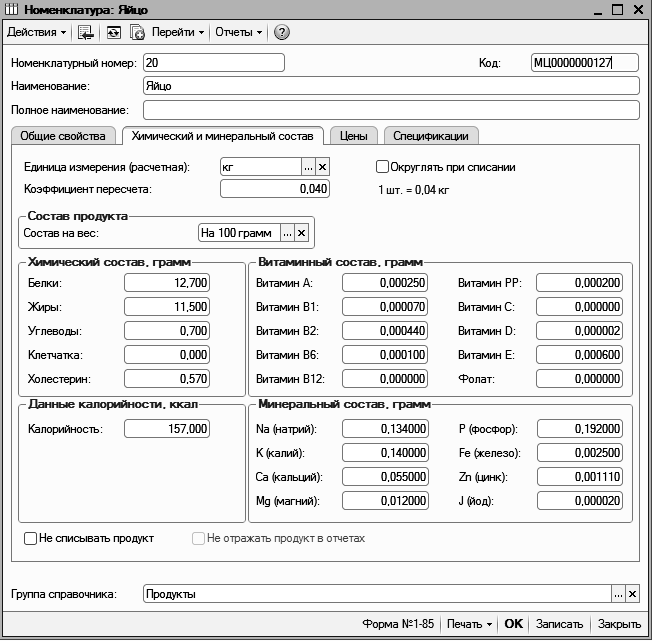 Номенклатура: Яйцо
Действия Перейти Отчеты
Номенклатурный номер: 20 Код: МЦ0000000127
Наименование: Яйцо
Полное наименование:
Общие свойства Химический и минеральный состав Цены Спецификации
Единица измерения (расчетная): кг ... Округлять при списании
Коэффициент пересчета: 0,040 1 шт. = 0,04 кг
Состав продукта
Состав на вес: На 100 грамм ...
Химический состав, грамм Витаминный состав, грамм
Белки: 12,700 Витамин A: 0,000250 Витамин PP: 0,000200
Жиры: 11,500 Витамин B1: 0,000070 Витамин C: 0,000000
Углеводы: 0,700 Витамин B2: 0,000440 Витамин D: 0,000002
Клетчатка: 0,000 Витамин B6: 0,000100 Витамин E: 0,000600
Холестерин: 0,570 Витамин B12: 0,000000 Фолат: 0,000000
Данные калорийности, ккал Минеральный состав, грамм
Калорийность: 157,000 Na (натрий): 0,134000 P (фосфор): 0,192000
K (калий): 0,140000 Fe (железо): 0,002500
Ca (кальций): 0,055000 Zn (цинк): 0,001110
Mg (магний): 0,012000 J (йод): 0,000020
Не списывать продукт Не отражать продукт в отчетах
Группа справочника: Продукты ...
Форма №1-85 Печать OK Записать Закрыть